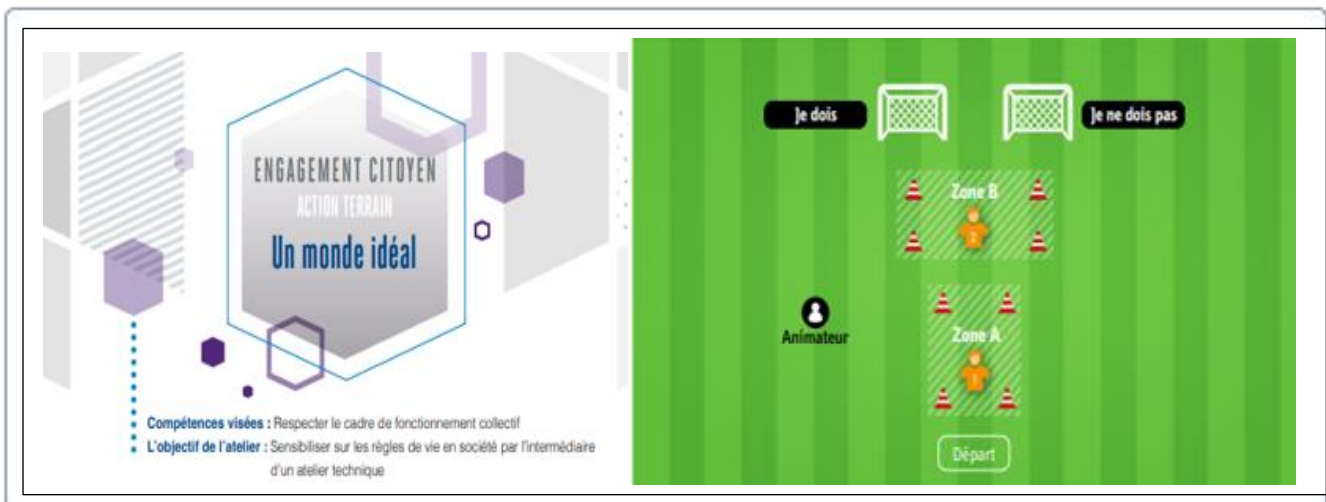 ENGAGEMENT CITOYEN
ACTION TERRAIN
Un monde idéal
Compétences visées : Respecter le cadre de fonctionnement collectif
L'objectif de l'atelier : Sensibiliser sur les règles de vie en société par l'intermédiaire
d'un atelier technique
Je dois
Je ne dois pas
Zone B
2
Animateur
Zone A
1
Départ